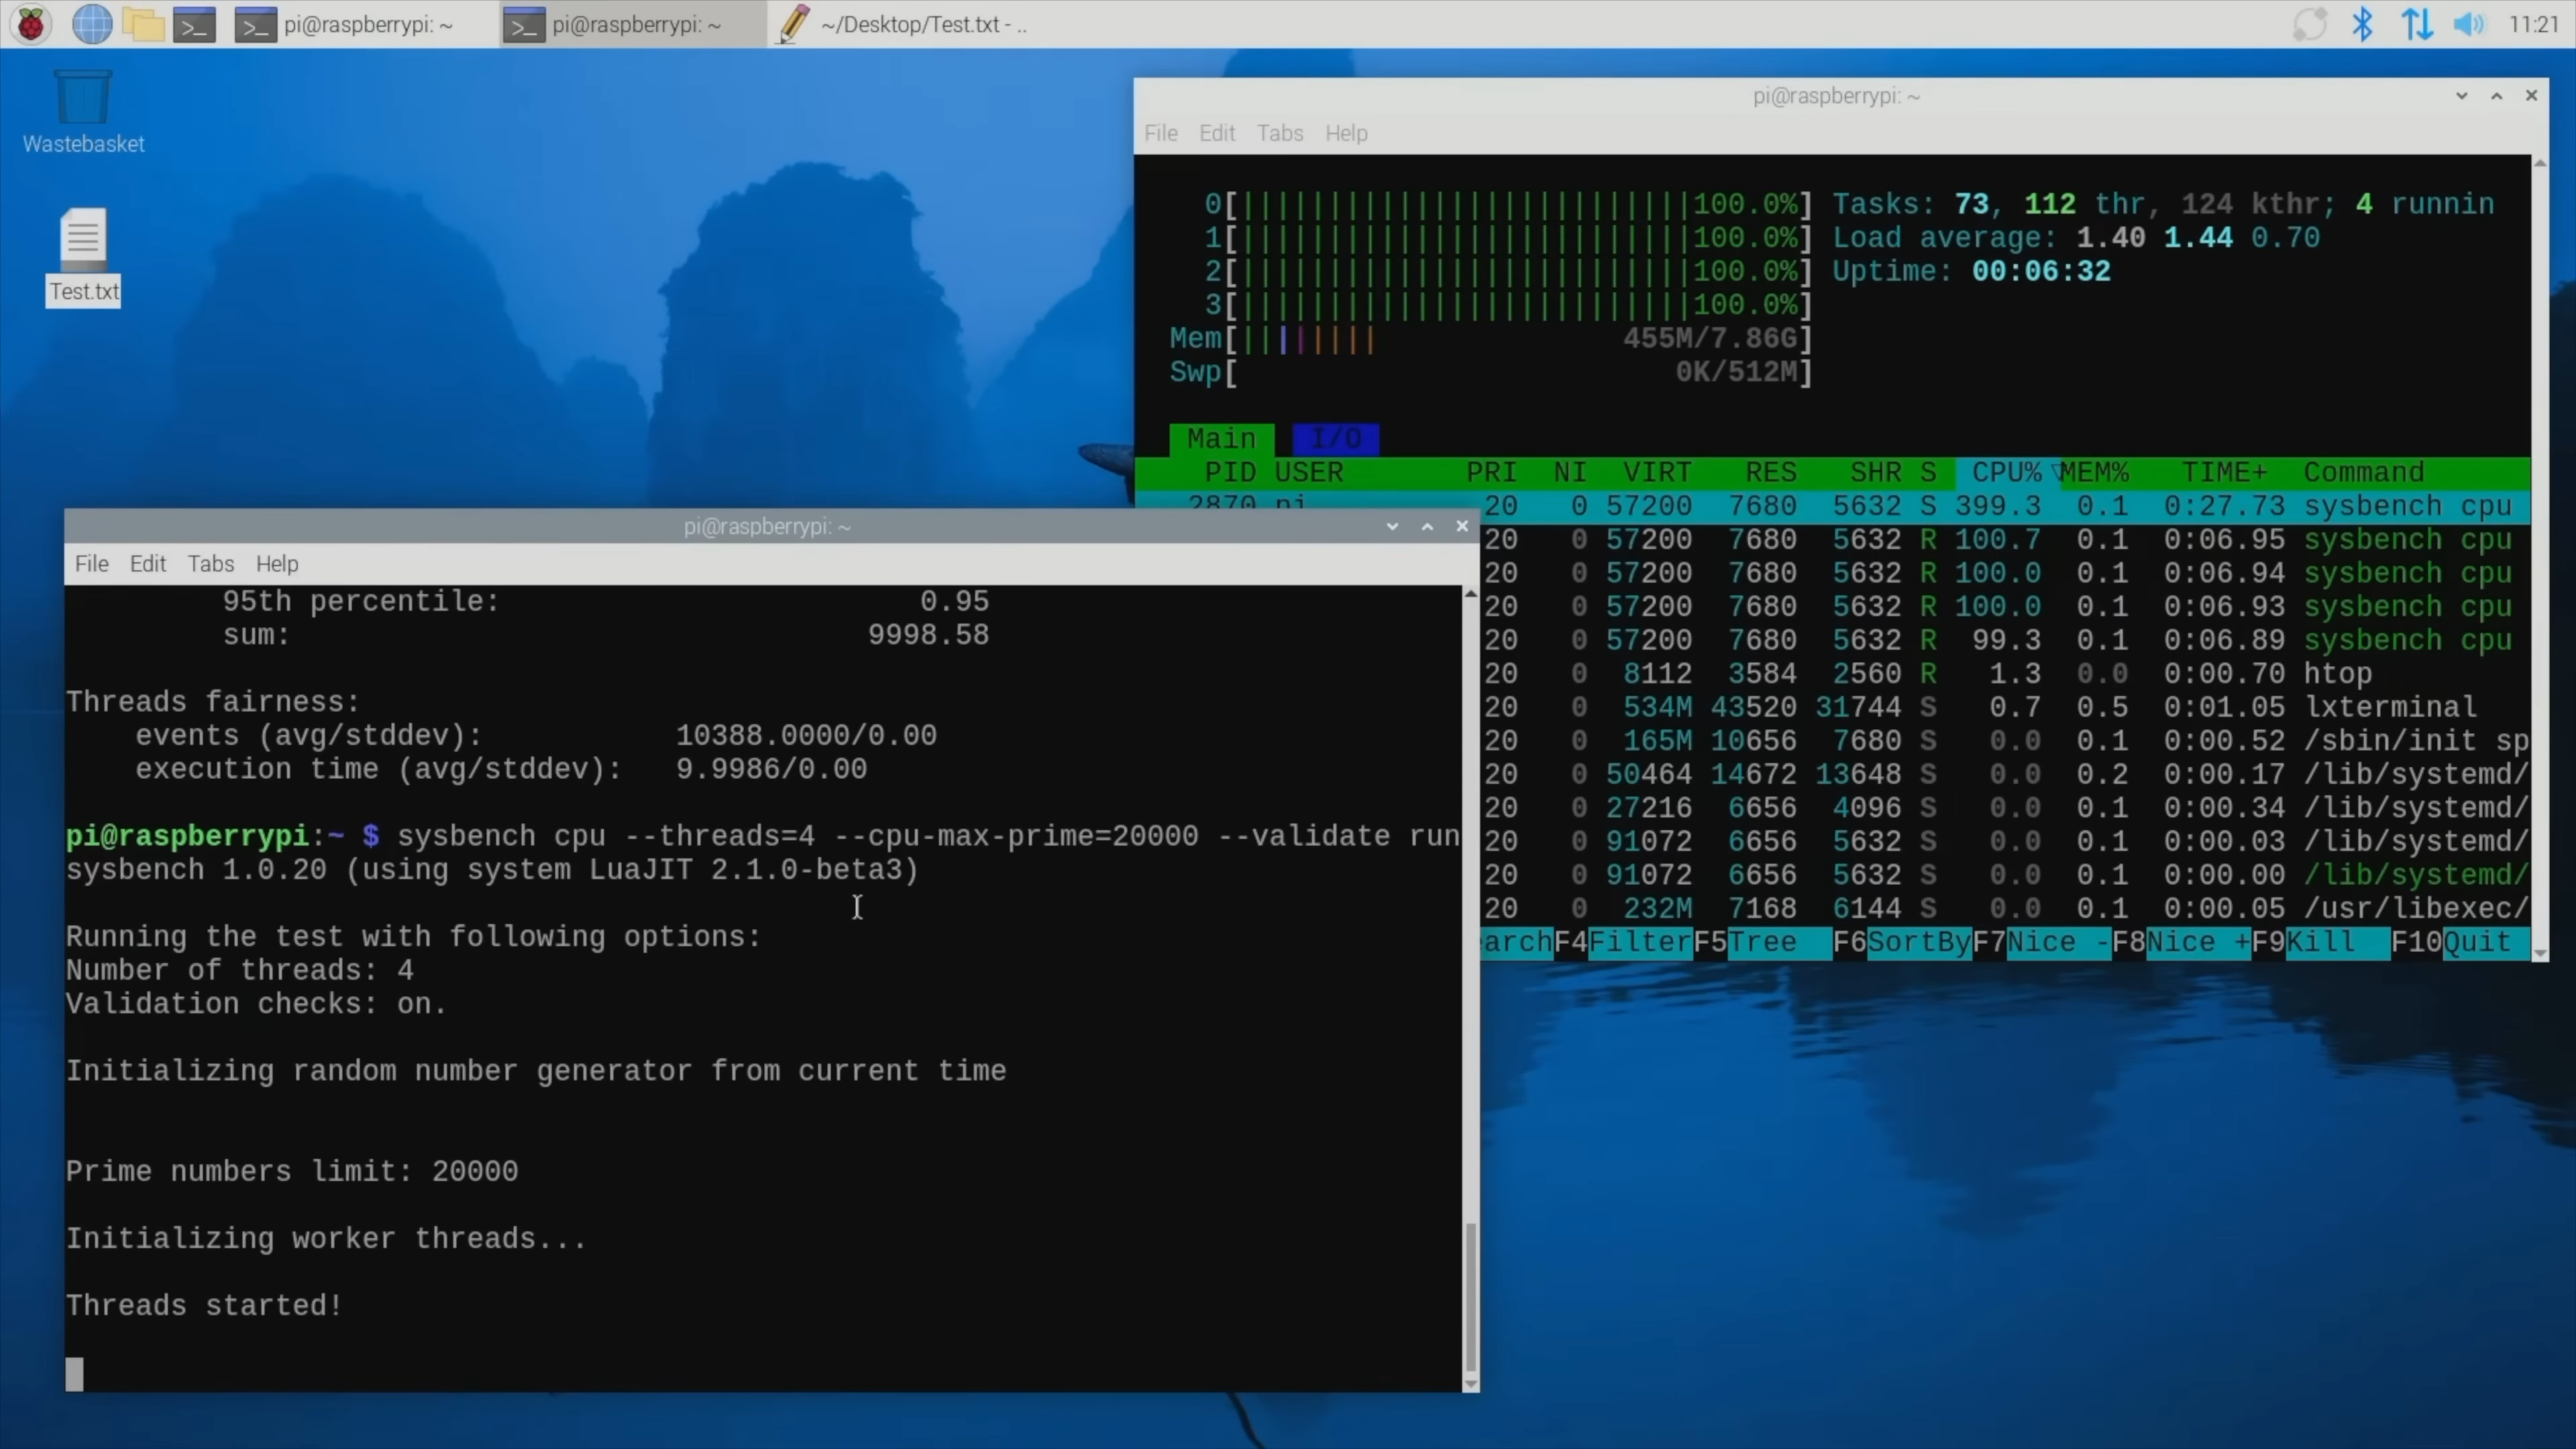 pi@raspberrypi: ~
pi@raspberrypi: ~
~/Desktop/Test.txt - ..
11:21
Wastebasket
Test.txt
pi@raspberrypi: ~
File Edit Tabs Help
0[||||||||||||||||||||||||||100.0%] Tasks: 73, 112 thr, 124 kthr; 4 runnin
1[||||||||||||||||||||||||||100.0%] Load average: 1.40 1.44 0.70
2[||||||||||||||||||||||||||100.0%] Uptime: 00:06:32
3[||||||||||||||||||||||||||100.0%]
Mem[|||||||| 455M/7.86G]
Swp[ 0K/512M]
Main I/O
PID USER PRI NI VIRT RES SHR S CPU%▽MEM% TIME+ Command
2870 pi 20 0 57200 7680 5632 S 399.3 0.1 0:27.73 sysbench cpu
20 0 57200 7680 5632 R 100.7 0.1 0:06.95 sysbench cpu
20 0 57200 7680 5632 R 100.0 0.1 0:06.94 sysbench cpu
20 0 57200 7680 5632 R 100.0 0.1 0:06.93 sysbench cpu
20 0 57200 7680 5632 R 99.3 0.1 0:06.89 sysbench cpu
20 0 8112 3584 2560 R 1.3 0.0 0:00.70 htop
20 0 534M 43520 31744 S 0.7 0.5 0:01.05 lxterminal
20 0 165M 10656 7680 S 0.0 0.1 0:00.52 /sbin/init sp
20 0 50464 14672 13648 S 0.0 0.2 0:00.17 /lib/systemd/
20 0 27216 6656 4096 S 0.0 0.1 0:00.34 /lib/systemd/
20 0 91072 6656 5632 S 0.0 0.1 0:00.03 /lib/systemd/
20 0 91072 6656 5632 S 0.0 0.1 0:00.00 /lib/systemd/
20 0 232M 7168 6144 S 0.0 0.1 0:00.05 /usr/libexec/
earchF4FilterF5Tree F6SortByF7Nice -F8Nice +F9Kill F10Quit
pi@raspberrypi: ~
File Edit Tabs Help
95th percentile: 0.95
sum: 9998.58
Threads fairness:
events (avg/stddev): 10388.0000/0.00
execution time (avg/stddev): 9.9986/0.00
pi@raspberrypi:~ $ sysbench cpu --threads=4 --cpu-max-prime=20000 --validate run
sysbench 1.0.20 (using system LuaJIT 2.1.0-beta3)
Running the test with following options:
Number of threads: 4
Validation checks: on.
Initializing random number generator from current time
Prime numbers limit: 20000
Initializing worker threads...
Threads started!